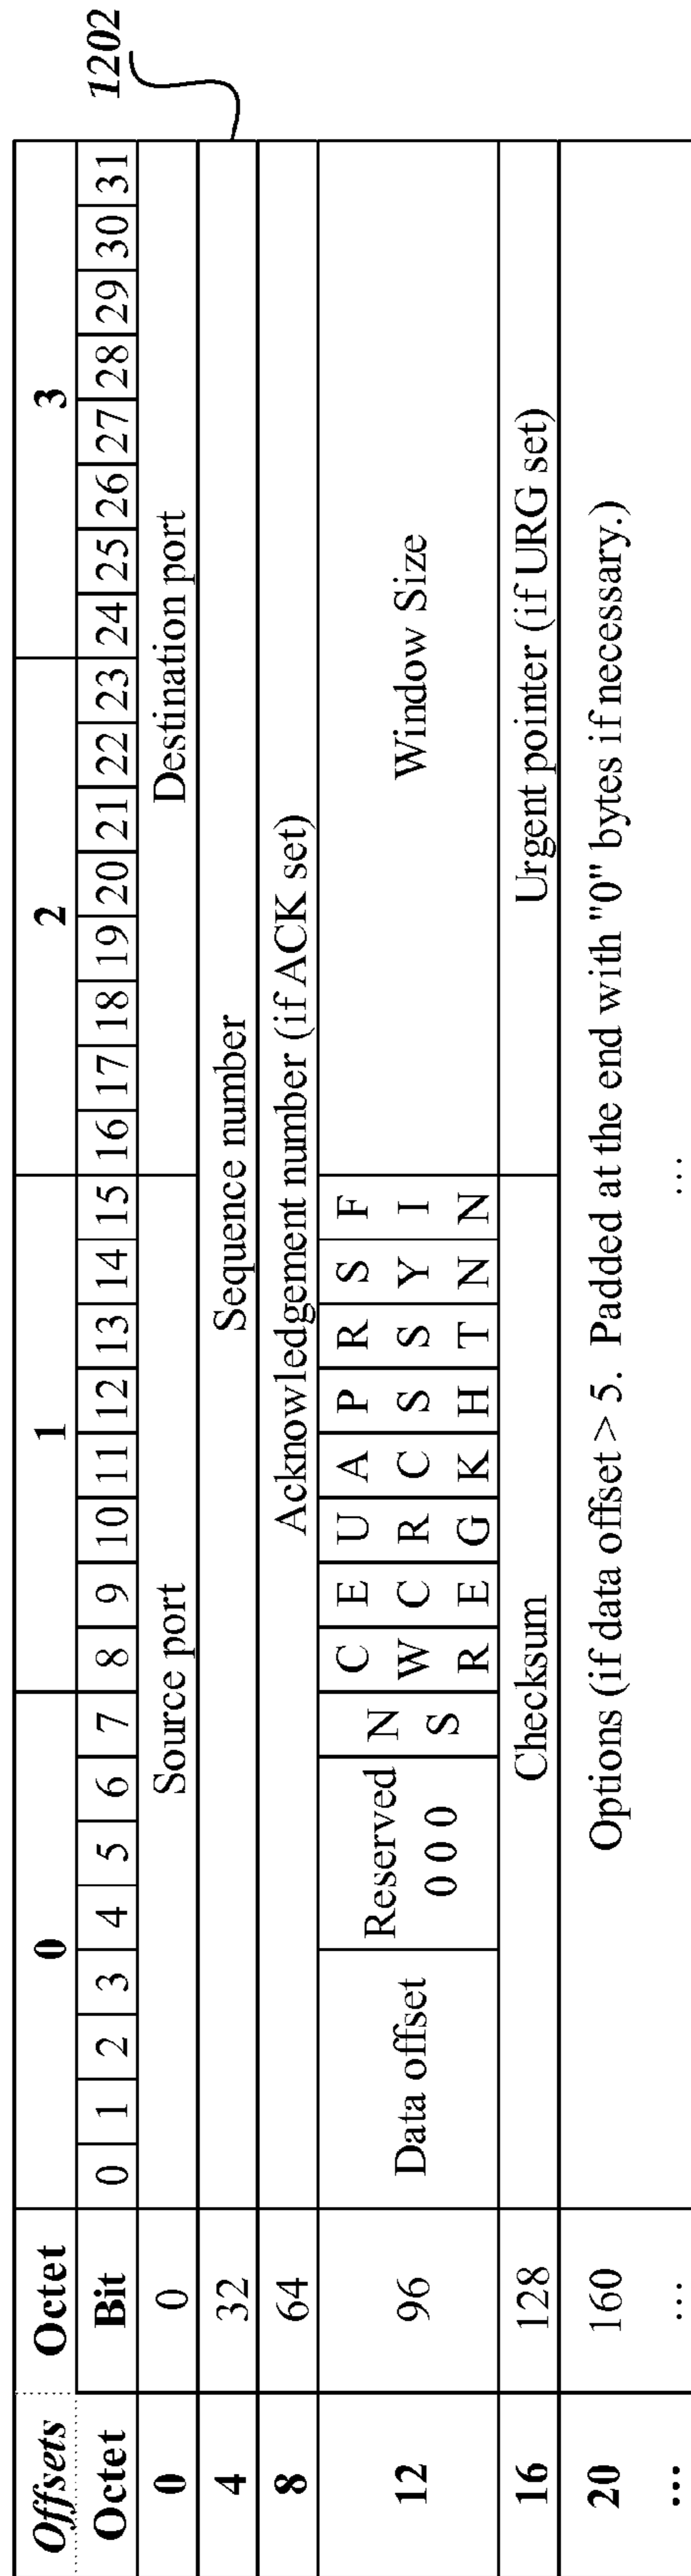 1202
Offsets Octet 0 1 2 3
Octet Bit 0 1 2 3 4 5 6 7 8 9 10 11 12 13 14 15 16 17 18 19 20 21 22 23 24 25 26 27 28 29 30 31
0 0 Source port Destination port
4 32 Sequence number
8 64 Acknowledgement number (if ACK set)
12 96 Data offset Reserved 0 0 0 N S C W R E C E U R G A C K P S H R S T S Y N F I N Window Size
16 128 Checksum Urgent pointer (if URG set)
20 160 Options (if data offset > 5. Padded at the end with "0" bytes if necessary.)
... ... ...